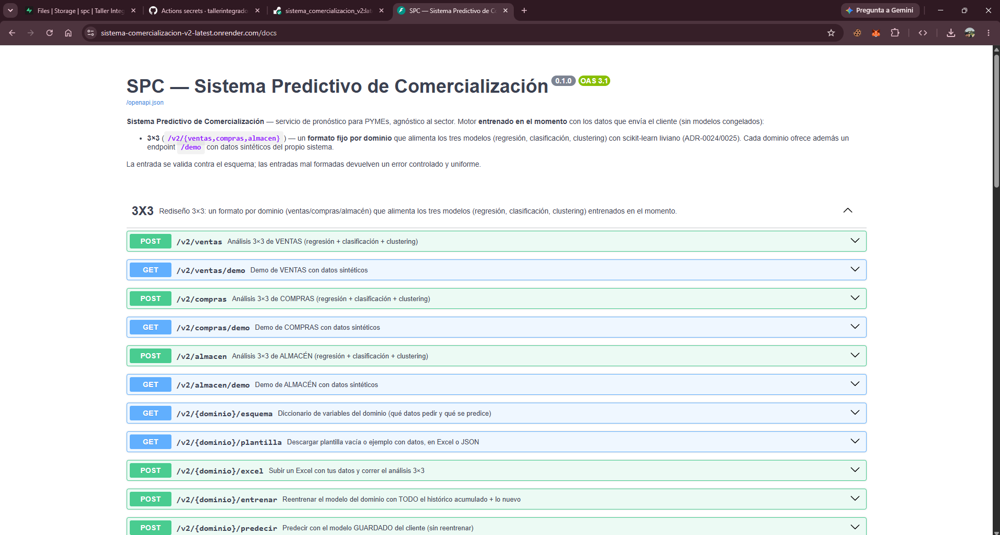 Files | Storage | spc | Taller Integ
Actions secrets · tallerintegrado
sistema_comercializacion_v2:lat
SPC — Sistema Predictivo de C
Pregunta a Gemini
sistema-comercializacion-v2-latest.onrender.com/docs
SPC — Sistema Predictivo de Comercialización 0.1.0 OAS 3.1
/openapi.json
Sistema Predictivo de Comercialización — servicio de pronóstico para PYMEs, agnóstico al sector. Motor entrenado en el momento con los datos que envía el cliente (sin modelos congelados):
• 3×3 ( /v2/{ventas,compras,almacen} ) — un formato fijo por dominio que alimenta los tres modelos (regresión, clasificación, clustering) con scikit-learn liviano (ADR-0024/0025). Cada dominio ofrece además un
endpoint /demo con datos sintéticos del propio sistema.
La entrada se valida contra el esquema; las entradas mal formadas devuelven un error controlado y uniforme.
3X3 Rediseño 3×3: un formato por dominio (ventas/compras/almacén) que alimenta los tres modelos (regresión, clasificación, clustering) entrenados en el momento.
POST /v2/ventas Análisis 3×3 de VENTAS (regresión + clasificación + clustering)
GET /v2/ventas/demo Demo de VENTAS con datos sintéticos
POST /v2/compras Análisis 3×3 de COMPRAS (regresión + clasificación + clustering)
GET /v2/compras/demo Demo de COMPRAS con datos sintéticos
POST /v2/almacen Análisis 3×3 de ALMACÉN (regresión + clasificación + clustering)
GET /v2/almacen/demo Demo de ALMACÉN con datos sintéticos
GET /v2/{dominio}/esquema Diccionario de variables del dominio (qué datos pedir y qué se predice)
GET /v2/{dominio}/plantilla Descargar plantilla vacía o ejemplo con datos, en Excel o JSON
POST /v2/{dominio}/excel Subir un Excel con tus datos y correr el análisis 3×3
POST /v2/{dominio}/entrenar Reentrenar el modelo del dominio con TODO el histórico acumulado + lo nuevo
POST /v2/{dominio}/predecir Predecir con el modelo GUARDADO del cliente (sin reentrenar)